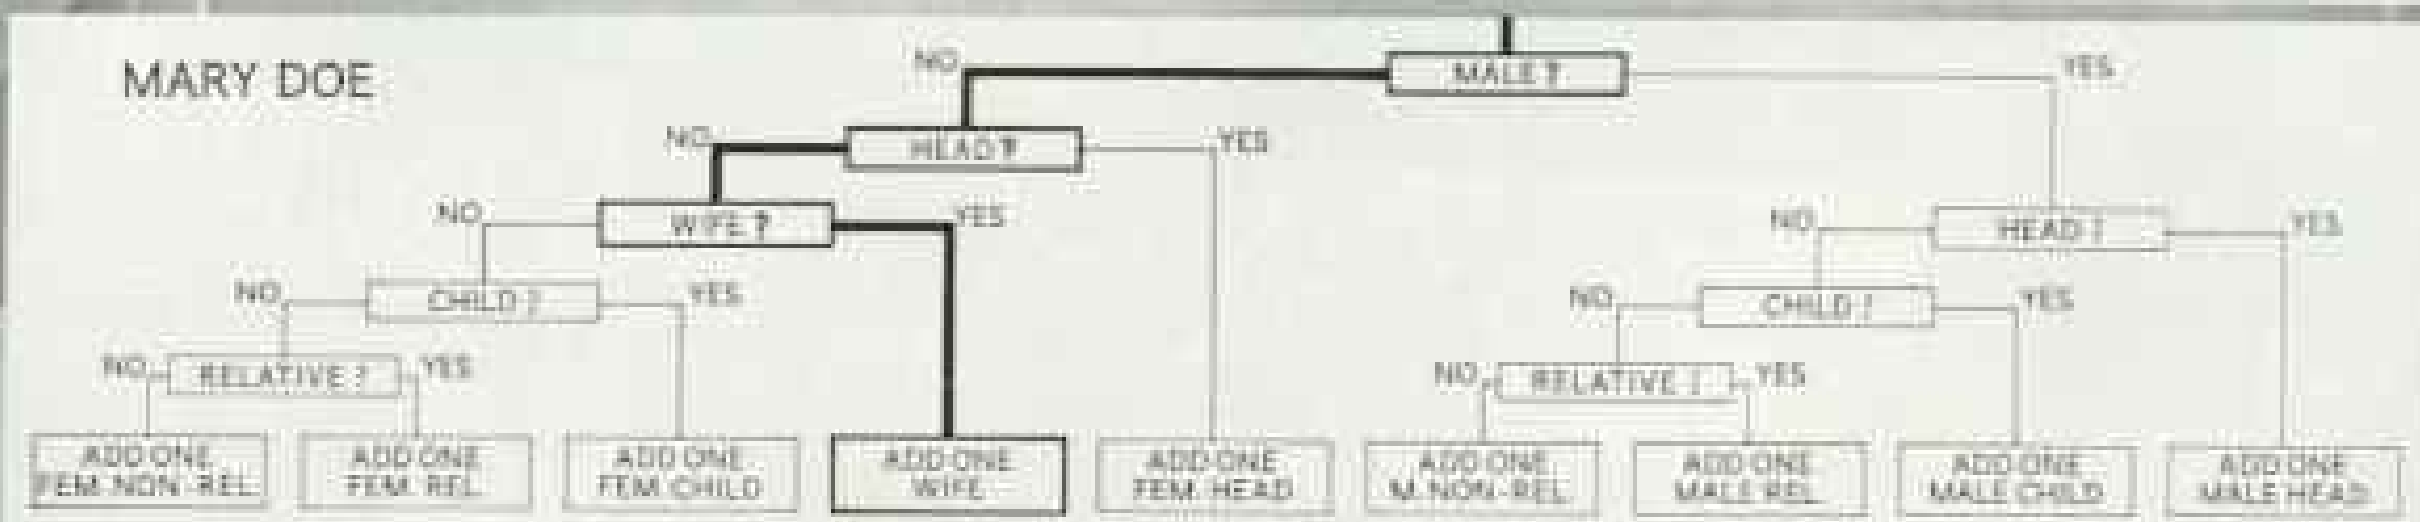 MARY DOE
NO
MALE?
YES
NO
HEAD?
YES
NO
WIFE?
YES
NO
HEAD?
YES
NO
CHILD?
YES
NO
CHILD?
YES
NO
RELATIVE?
YES
NO
RELATIVE?
YES
ADD ONE
FEM. NON-REL.
ADD ONE
FEM. REL.
ADD ONE
FEM. CHILD
ADD ONE
WIFE
ADD ONE
FEM. HEAD
ADD ONE
M. NON-REL.
ADD ONE
MALE REL.
ADD ONE
MALE CHILD
ADD ONE
MALE HEAD